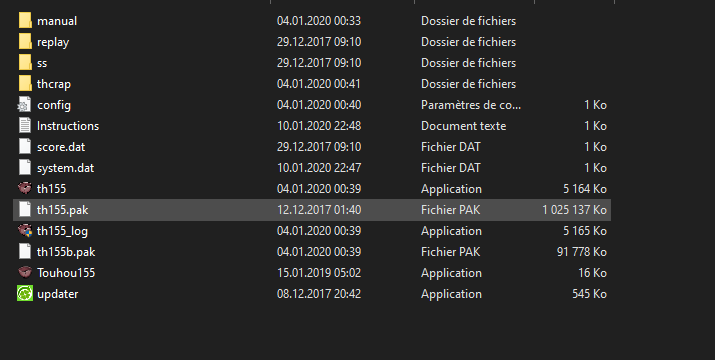 manual 04.01.2020 00:33 Dossier de fichiers
replay 29.12.2017 09:10 Dossier de fichiers
ss 29.12.2017 09:10 Dossier de fichiers
thcrap 04.01.2020 00:41 Dossier de fichiers
config 04.01.2020 00:40 Paramètres de co... 1 Ko
Instructions 10.01.2020 22:48 Document texte 1 Ko
score.dat 29.12.2017 09:10 Fichier DAT 1 Ko
system.dat 10.01.2020 22:47 Fichier DAT 1 Ko
th155 04.01.2020 00:39 Application 5 164 Ko
th155.pak 12.12.2017 01:40 Fichier PAK 1 025 137 Ko
th155_log 04.01.2020 00:39 Application 5 165 Ko
th155b.pak 04.01.2020 00:39 Fichier PAK 91 778 Ko
Touhou155 15.01.2019 05:02 Application 16 Ko
updater 08.12.2017 20:42 Application 545 Ko